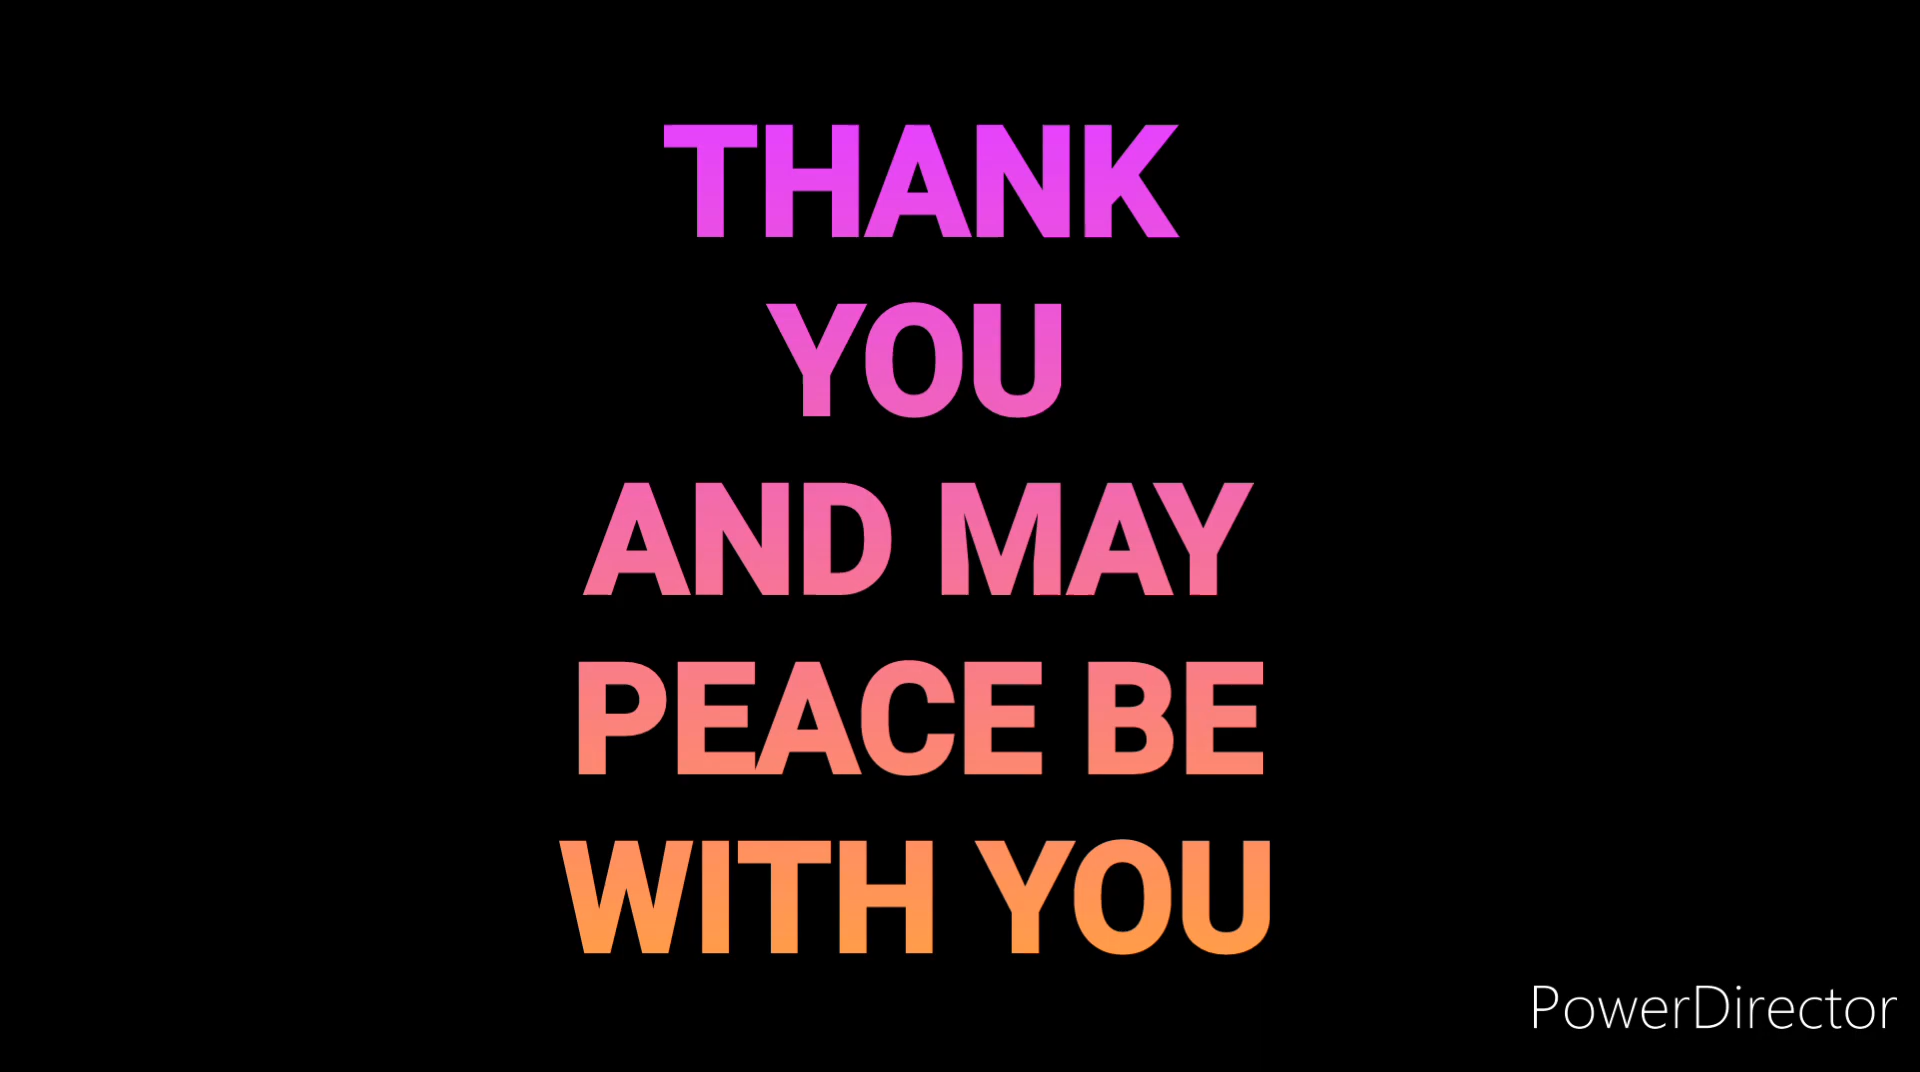 THANK
YOU
AND MAY
PEACE BE
WITH YOU
PowerDirector